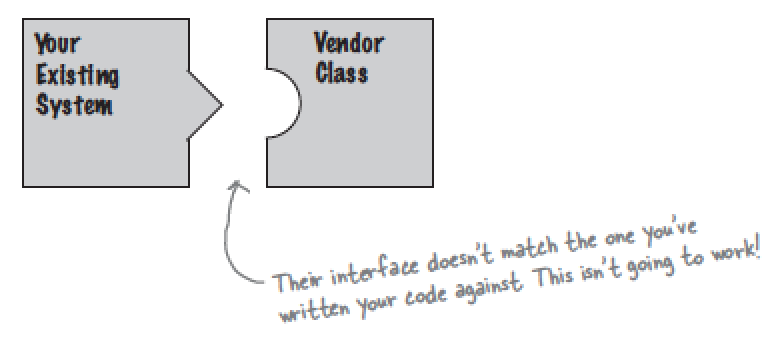 Your
Existing
System
Vendor
Class
Their interface doesn't match the one you've
written your code against. This isn't going to work!